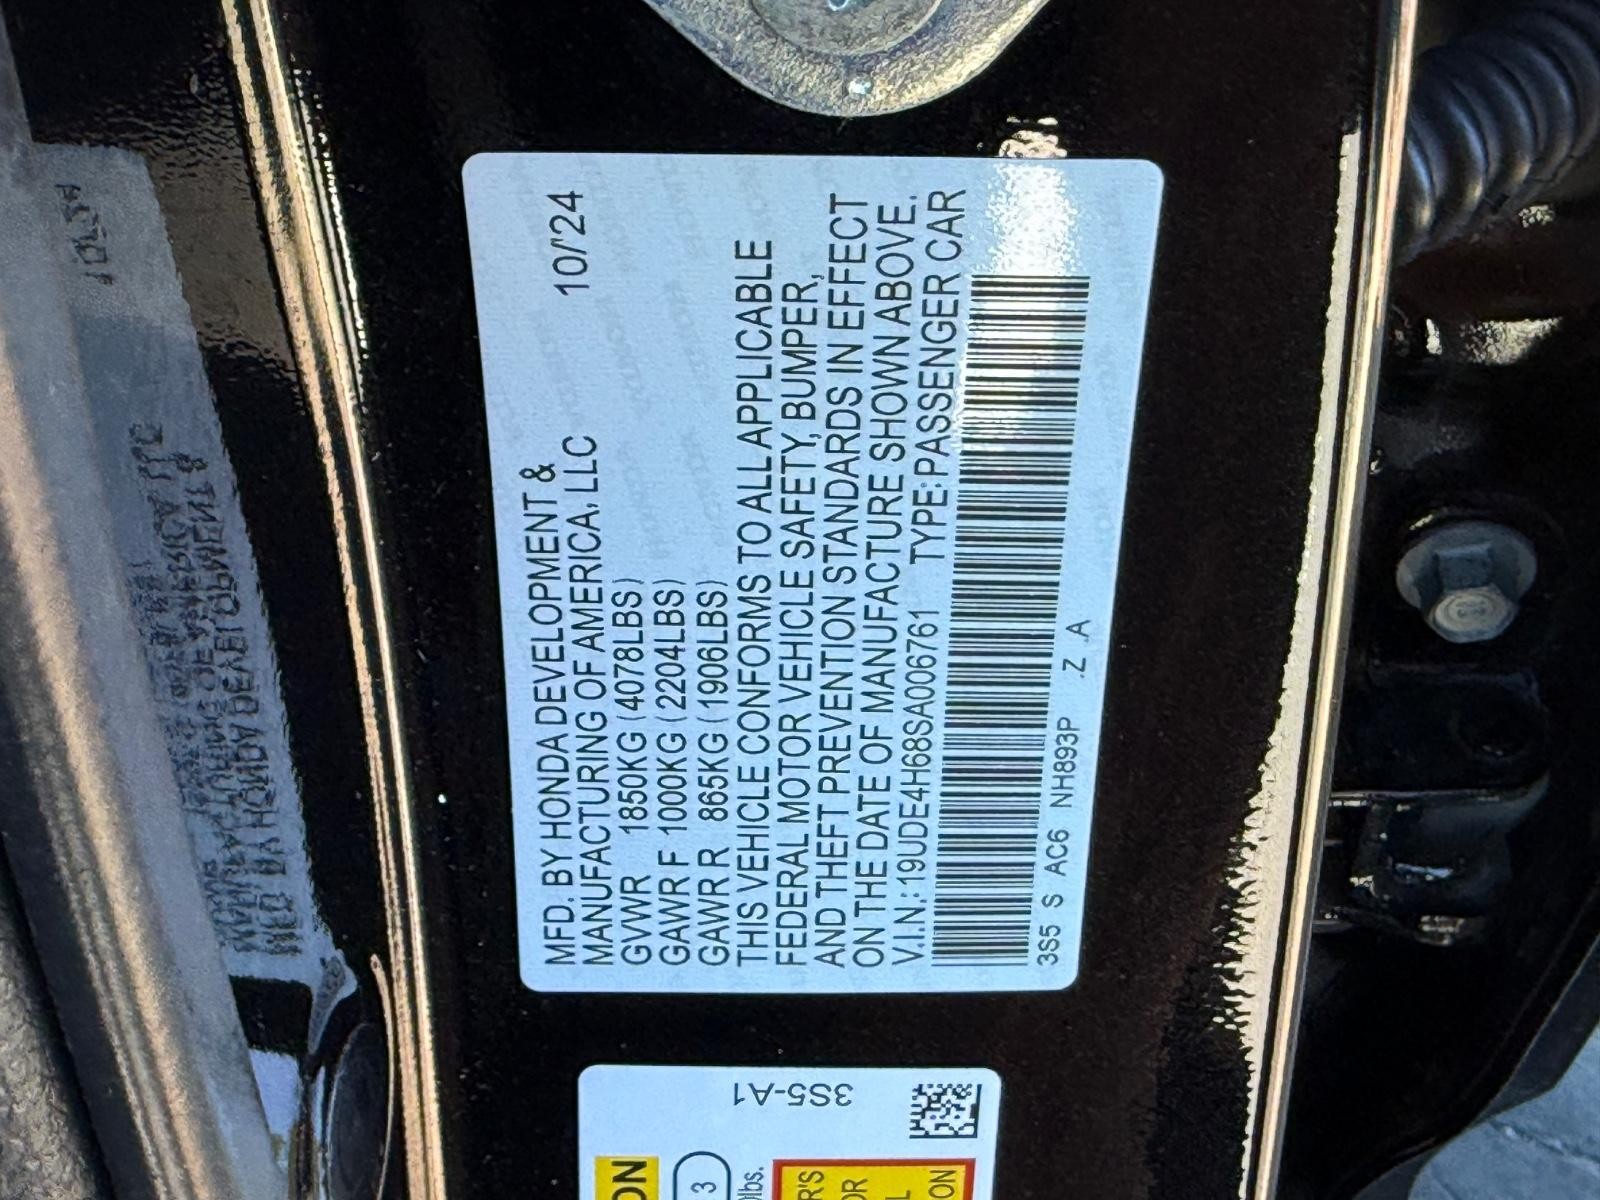 MFD. BY HONDA DEVELOPMENT & 10/'24
MANUFACTURING OF AMERICA, LLC
GVWR 1850KG (4078LBS)
GAWR F 1000KG (2204LBS)
GAWR R 865KG (1906LBS)
THIS VEHICLE CONFORMS TO ALL APPLICABLE
FEDERAL MOTOR VEHICLE SAFETY, BUMPER,
AND THEFT PREVENTION STANDARDS IN EFFECT
ON THE DATE OF MANUFACTURE SHOWN ABOVE.
V.I.N.: 19UDE4H68SA006761 TYPE: PASSENGER CAR
3S5 S AC6 NH893P .Z .A
3S5-A1
3
lbs.